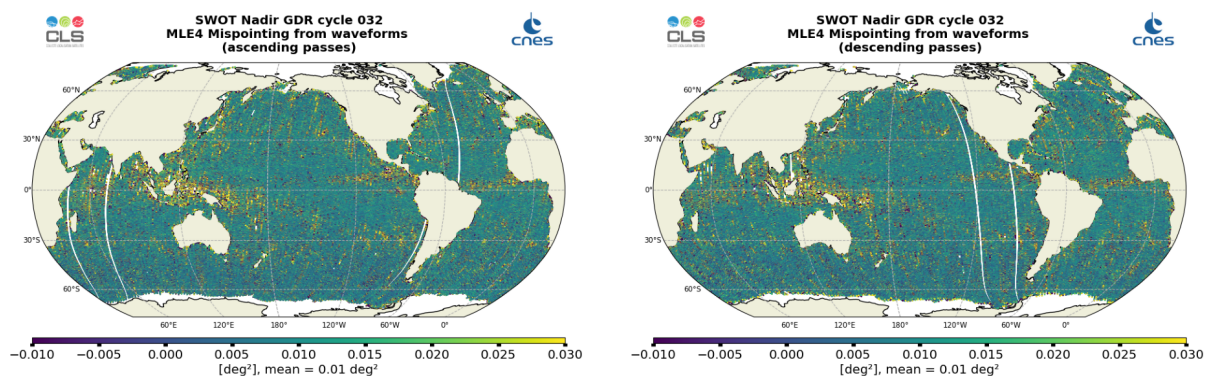 CLS
SWOT Nadir GDR cycle 032
MLE4 Mispointing from waveforms
(ascending passes)
cnes
60°N
30°N
0°
30°S
60°S
60°E 120°E 180° 120°W 60°W 0°
−0.010 −0.005 0.000 0.005 0.010 0.015 0.020 0.025 0.030
[deg²], mean = 0.01 deg²
CLS
SWOT Nadir GDR cycle 032
MLE4 Mispointing from waveforms
(descending passes)
cnes
60°N
30°N
0°
30°S
60°S
60°E 120°E 180° 120°W 60°W 0°
−0.010 −0.005 0.000 0.005 0.010 0.015 0.020 0.025 0.030
[deg²], mean = 0.01 deg²